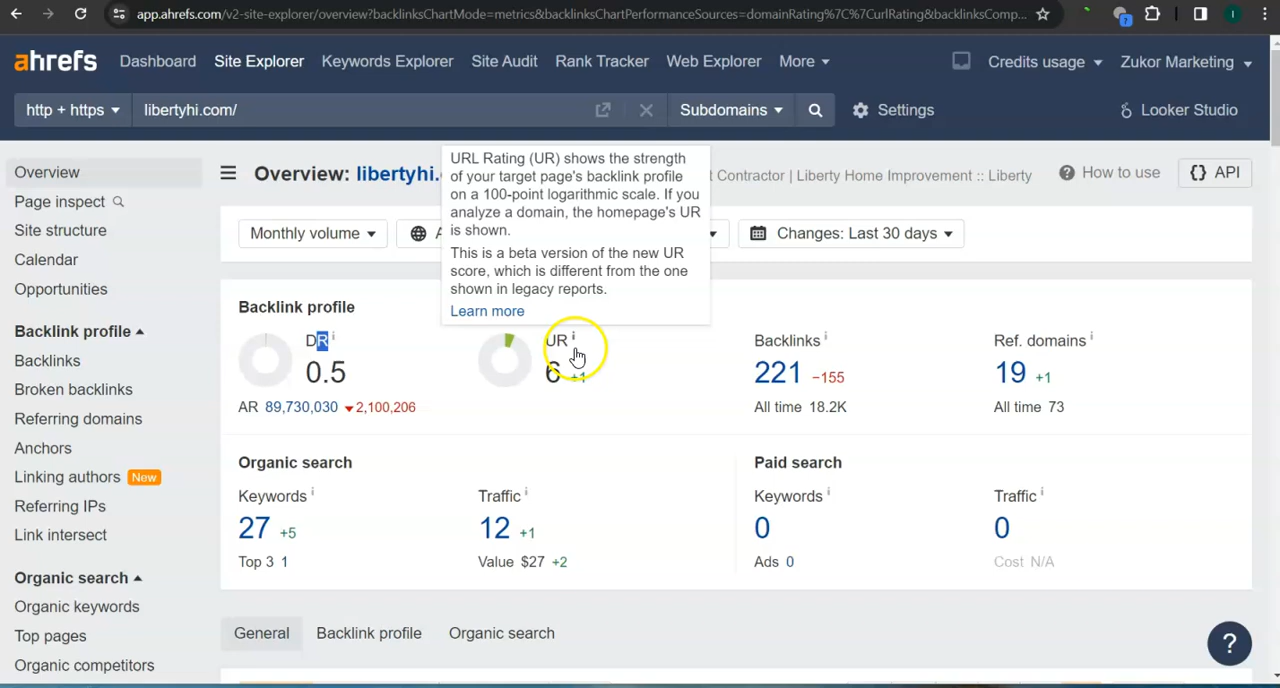 app.ahrefs.com/v2-site-explorer/overview?backlinksChartMode=metrics&backlinksChartPerformanceSources=domainRating%7C%7CurlRating&backlinksComp...
7
I
ahrefs Dashboard Site Explorer Keywords Explorer Site Audit Rank Tracker Web Explorer More Credits usage Zukor Marketing
http + https libertyhi.com/ Subdomains Settings Looker Studio
Overview
Page inspect
Site structure
Calendar
Opportunities
Backlink profile
Backlinks
Broken backlinks
Referring domains
Anchors
Linking authors New
Referring IPs
Link intersect
Organic search
Organic keywords
Top pages
Organic competitors
Overview: libertyhi. t Contractor | Liberty Home Improvement :: Liberty How to use {} API
URL Rating (UR) shows the strength
of your target page's backlink profile
on a 100-point logarithmic scale. If you
analyze a domain, the homepage's UR
is shown.
This is a beta version of the new UR
score, which is different from the one
shown in legacy reports.
Learn more
Monthly volume A Changes: Last 30 days
Backlink profile
DR i UR i Backlinks i Ref. domains i
0.5 6 +1 221 −155 19 +1
AR 89,730,030 2,100,206 All time 18.2K All time 73
Organic search Paid search
Keywords i Traffic i Keywords i Traffic i
27 +5 12 +1 0 0
Top 3 1 Value $27 +2 Ads 0 Cost N/A
General Backlink profile Organic search
?